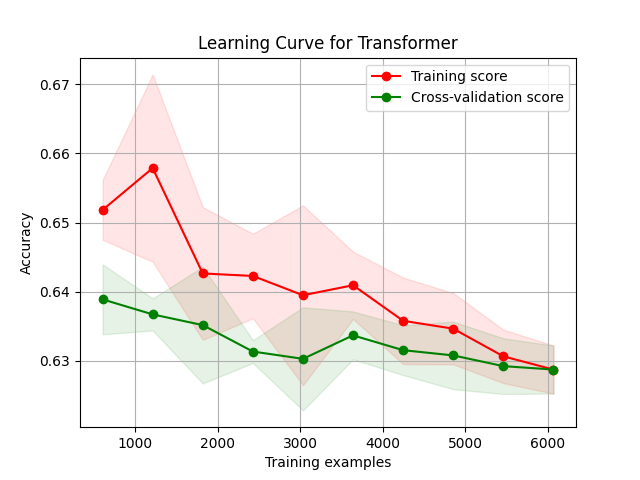 Learning Curve for Transformer
Training score
Cross-validation score
0.67
0.66
0.65
0.64
0.63
Accuracy
1000 2000 3000 4000 5000 6000
Training examples